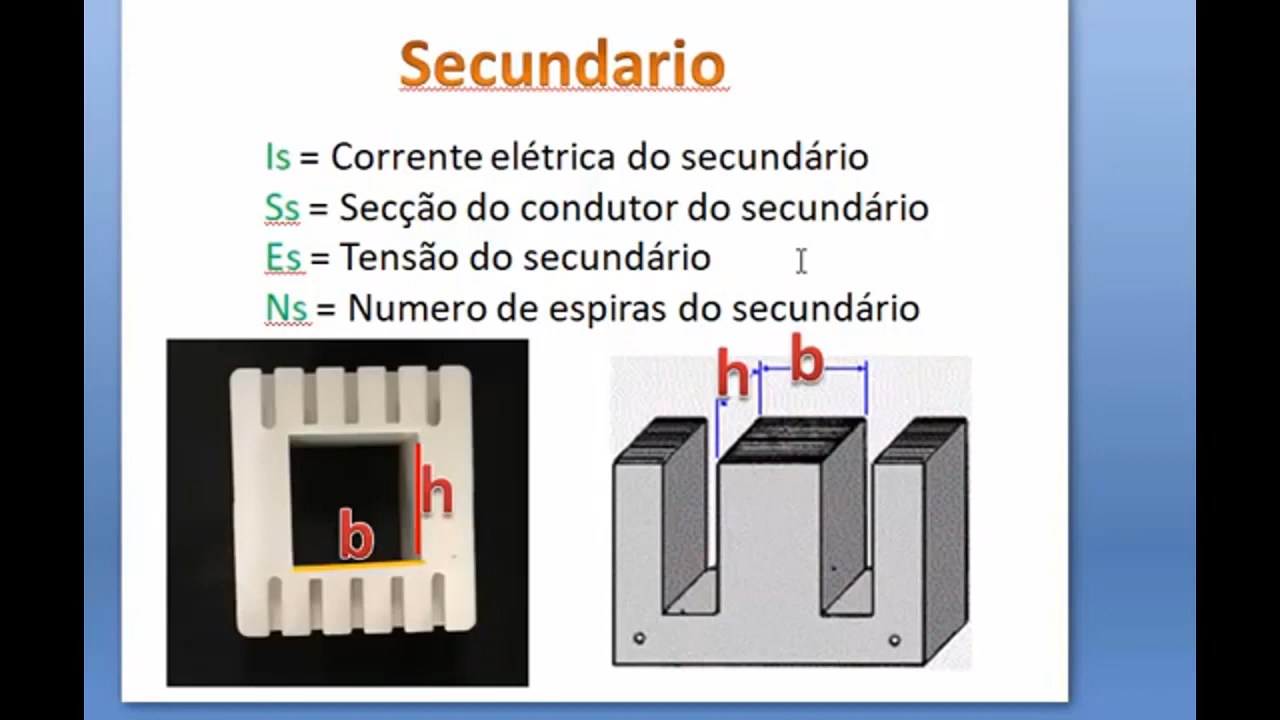 Secundario
Is = Corrente elétrica do secundário
Ss = Secção do condutor do secundário
Es = Tensão do secundário
Ns = Numero de espiras do secundário
h b
h
b